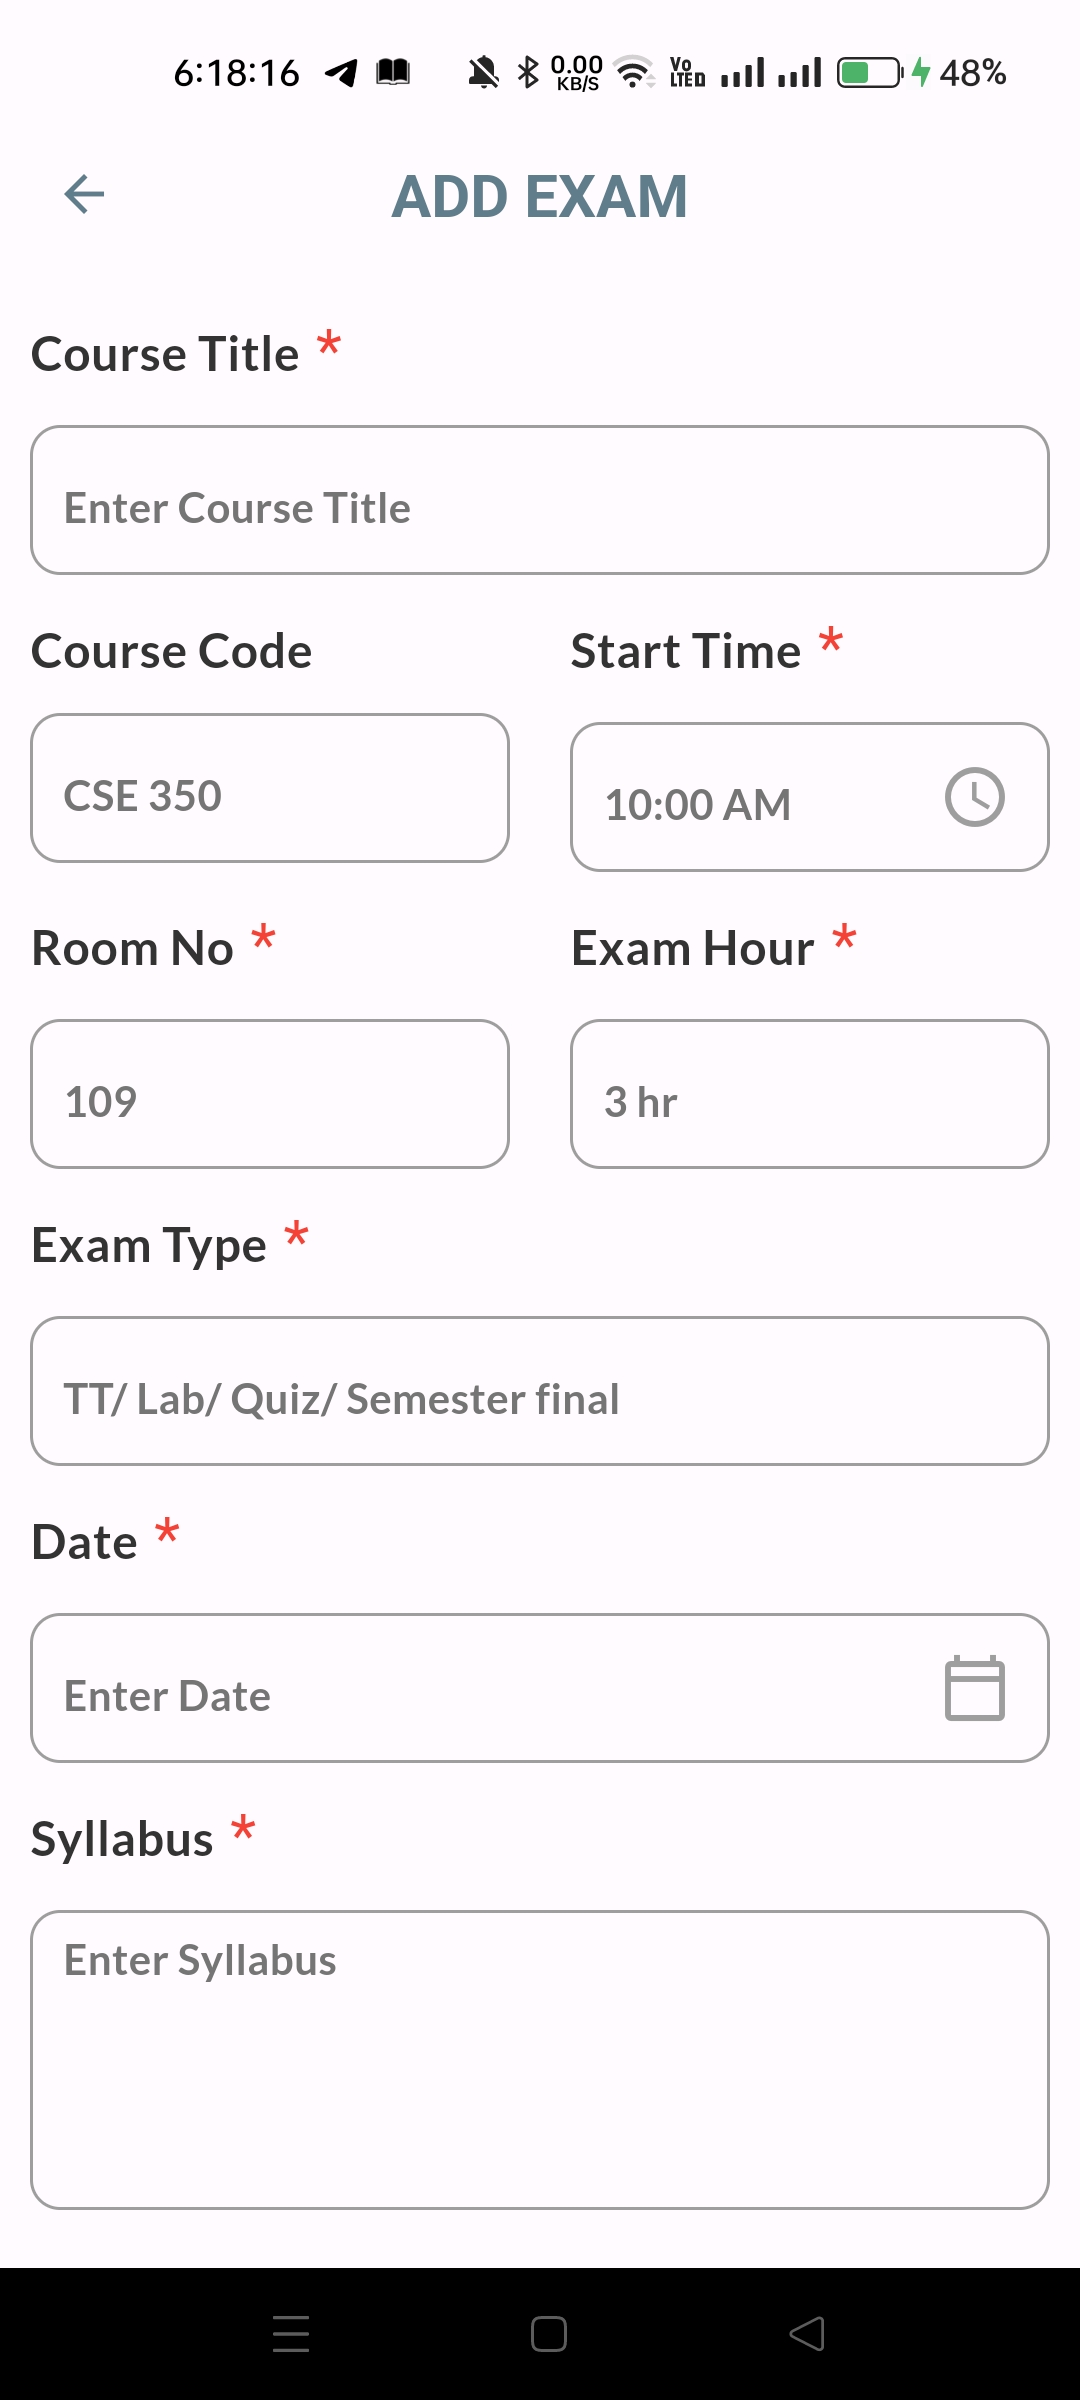 6:18:16 0.00 KB/S Vo LTED 48%
ADD EXAM
Course Title *
Enter Course Title
Course Code Start Time *
CSE 350 10:00 AM
Room No * Exam Hour *
109 3 hr
Exam Type *
TT/ Lab/ Quiz/ Semester final
Date *
Enter Date
Syllabus *
Enter Syllabus